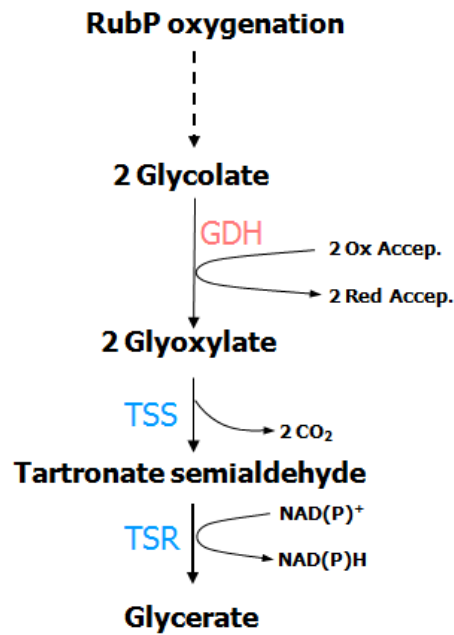 RubP oxygenation
2 Glycolate
GDH
2 Ox Accep.
2 Red Accep.
2 Glyoxylate
TSS
2 CO₂
Tartronate semialdehyde
NAD(P)⁺
TSR
NAD(P)H
Glycerate